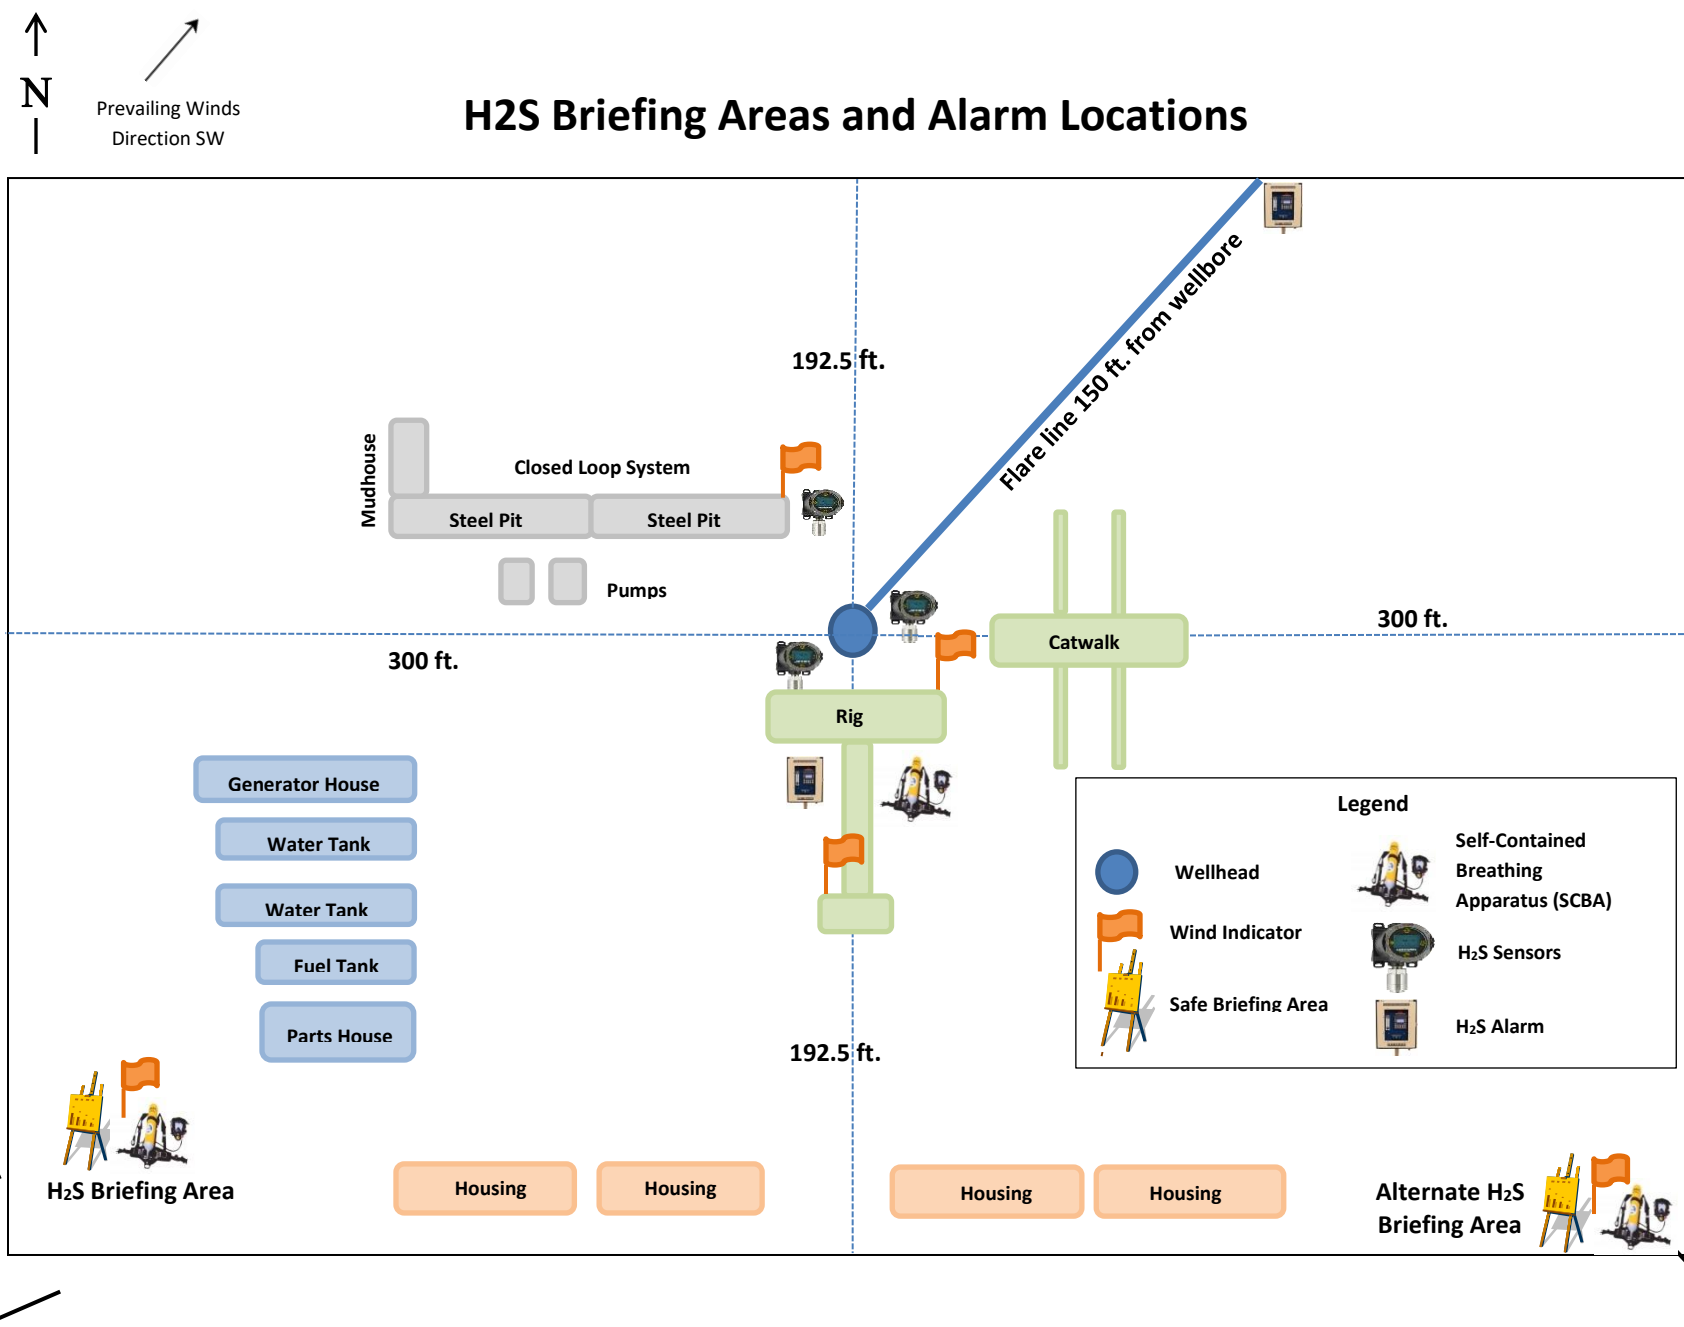 N
Prevailing Winds
Direction SW
H2S Briefing Areas and Alarm Locations
Flare line 150 ft. from wellbore
192.5 ft.
Mudhouse
Closed Loop System
Steel Pit
Steel Pit
Pumps
300 ft.
300 ft.
Catwalk
Rig
Generator House
Water Tank
Water Tank
Fuel Tank
Parts House
192.5 ft.
Legend
Wellhead
Wind Indicator
Safe Briefing Area
Self-Contained
Breathing
Apparatus (SCBA)
H2S Sensors
H2S Alarm
H2S Briefing Area
Housing
Housing
Housing
Housing
Alternate H2S
Briefing Area